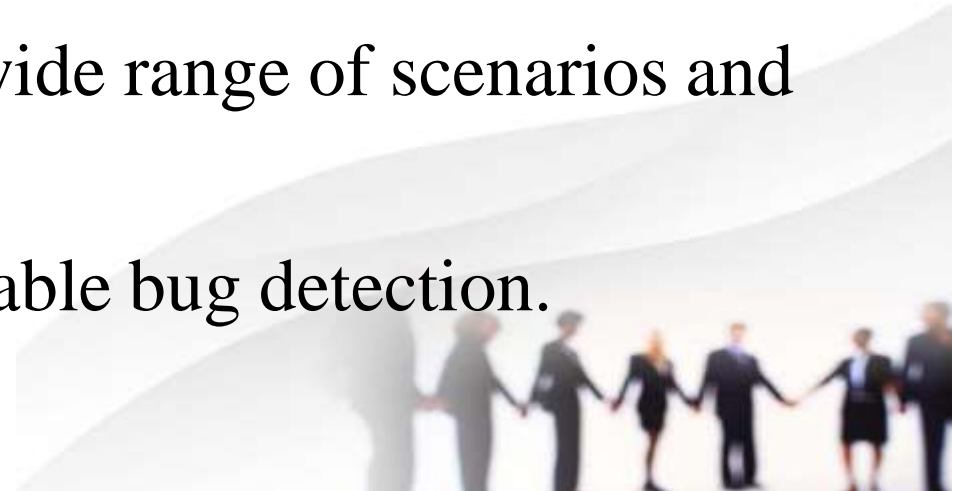 vide range of scenarios and
able bug detection.